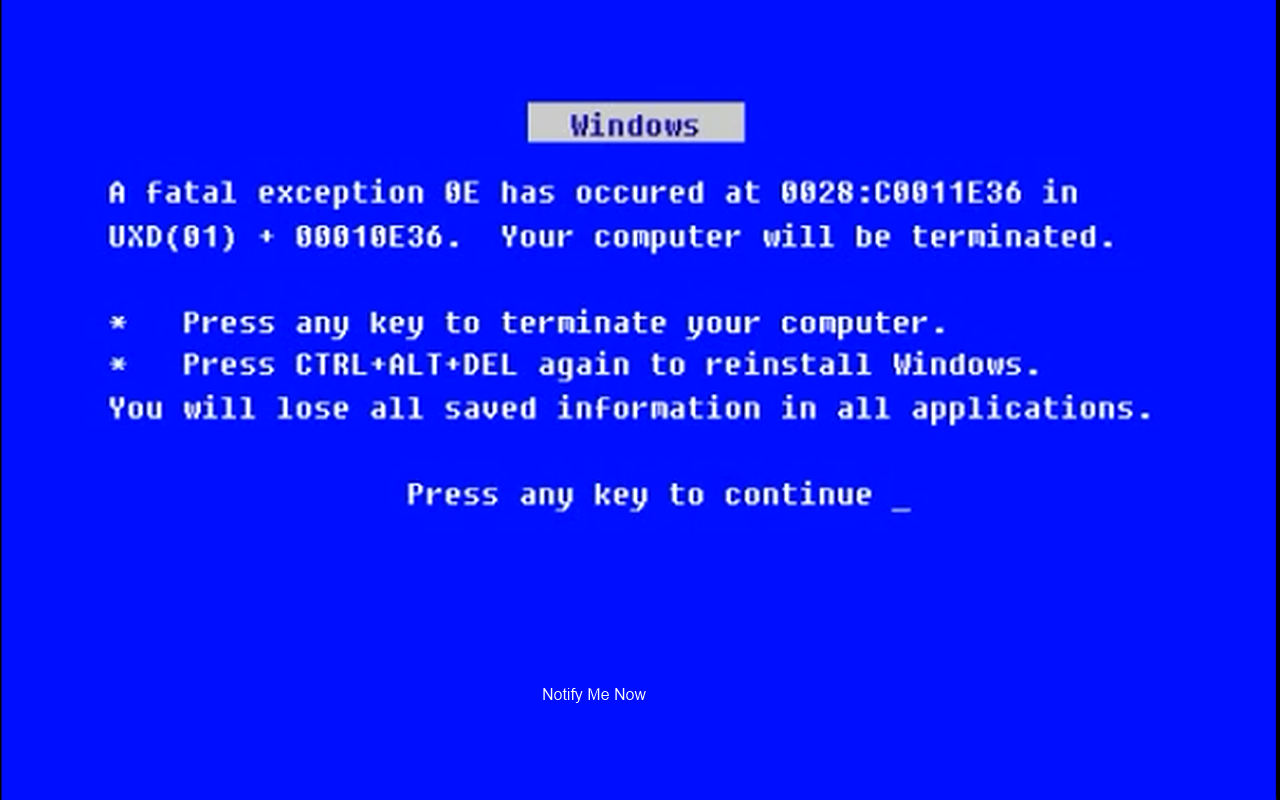 Windows
A fatal exception 0E has occured at 0028:C0011E36 in
UXD(01) + 00010E36. Your computer will be terminated.
* Press any key to terminate your computer.
* Press CTRL+ALT+DEL again to reinstall Windows.
You will lose all saved information in all applications.
Press any key to continue _
Notify Me Now